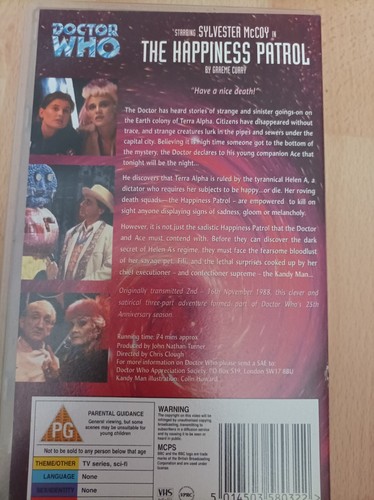 DOCTOR
WHO
STARRING SYLVESTER McCOY IN
THE HAPPINESS PATROL
BY GRAEME CURRY
"Have a nice death!"
The Doctor has heard stories of strange and sinister goings-on on
the Earth colony of Terra Alpha. Citizens have disappeared without
trace, and strange creatures lurk in the pipes and sewers under the
capital city. Believing it is high time someone got to the bottom of
the mystery, the Doctor declares to his young companion Ace that
tonight will be the night...
He discovers that Terra Alpha is ruled by the tyrannical Helen A, a
dictator who requires her subjects to be happy...or die. Her roving
death squads—the Happiness Patrol – are empowered to kill on
sight anyone displaying signs of sadness, gloom or melancholy.
However, it is not just the sadistic Happiness Patrol that the Doctor
and Ace must contend with. Before they can discover the dark
secret of Helen A's regime, they must face the fearsome bloodlust
of her savage pet, Fifi, and the lethal surprises cooked up by her
chief executioner – and confectioner supreme – the Kandy Man...
Originally transmitted 2nd – 16th November 1988, this clever and
satirical three-part adventure formed part of Doctor Who's 25th
Anniversary season.
Running time: 74 mins approx
Produced by John Nathan-Turner
Directed by Chris Clough
For more information on Doctor Who please send a SAE to:
Doctor Who Appreciation Society, PO Box 519, London SW17 8BU
Kandy Man illustration: Colin Howard
PG
PARENTAL GUIDANCE
General viewing, but some
scenes may be unsuitable for
young children
Not to be sold to any person below that age
THEME/OTHER TV series, sci-fi
LANGUAGE None
None
WARNING
MCPS
VHS
5 014503 580322